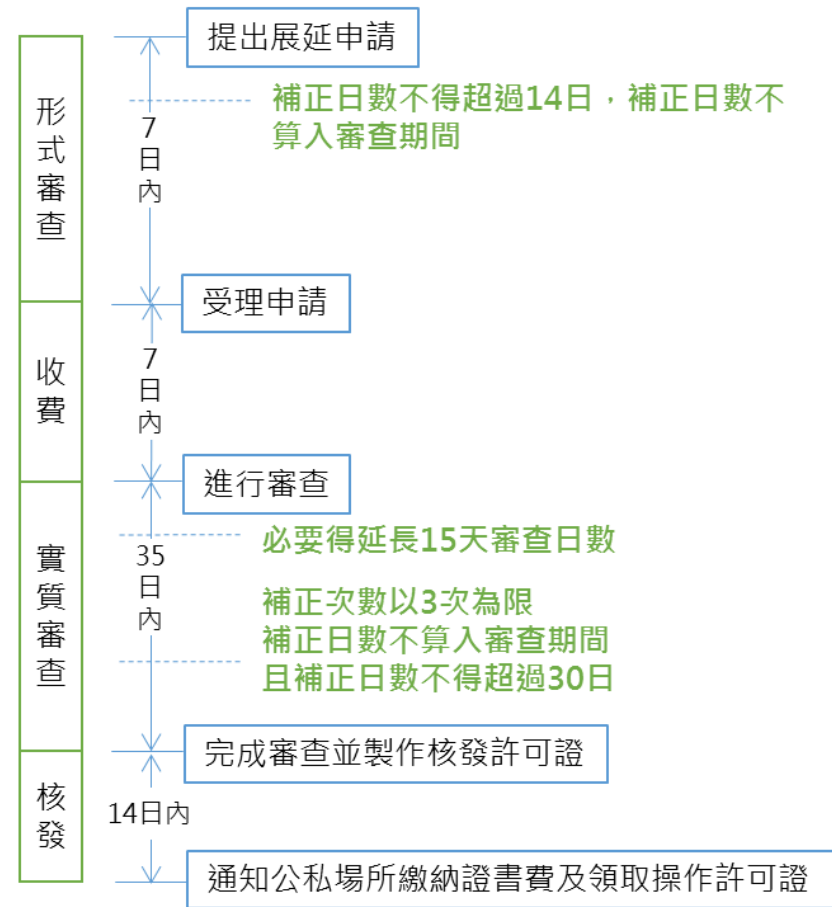 提出展延申請
形式審查
7日內
補正日數不得超過14日，補正日數不
算入審查期間
受理申請
收費
7日內
進行審查
實質審查
35日內
必要得延長15天審查日數
補正次數以3次為限
補正日數不算入審查期間
且補正日數不得超過30日
完成審查並製作核發許可證
核發
14日內
通知公私場所繳納證書費及領取操作許可證